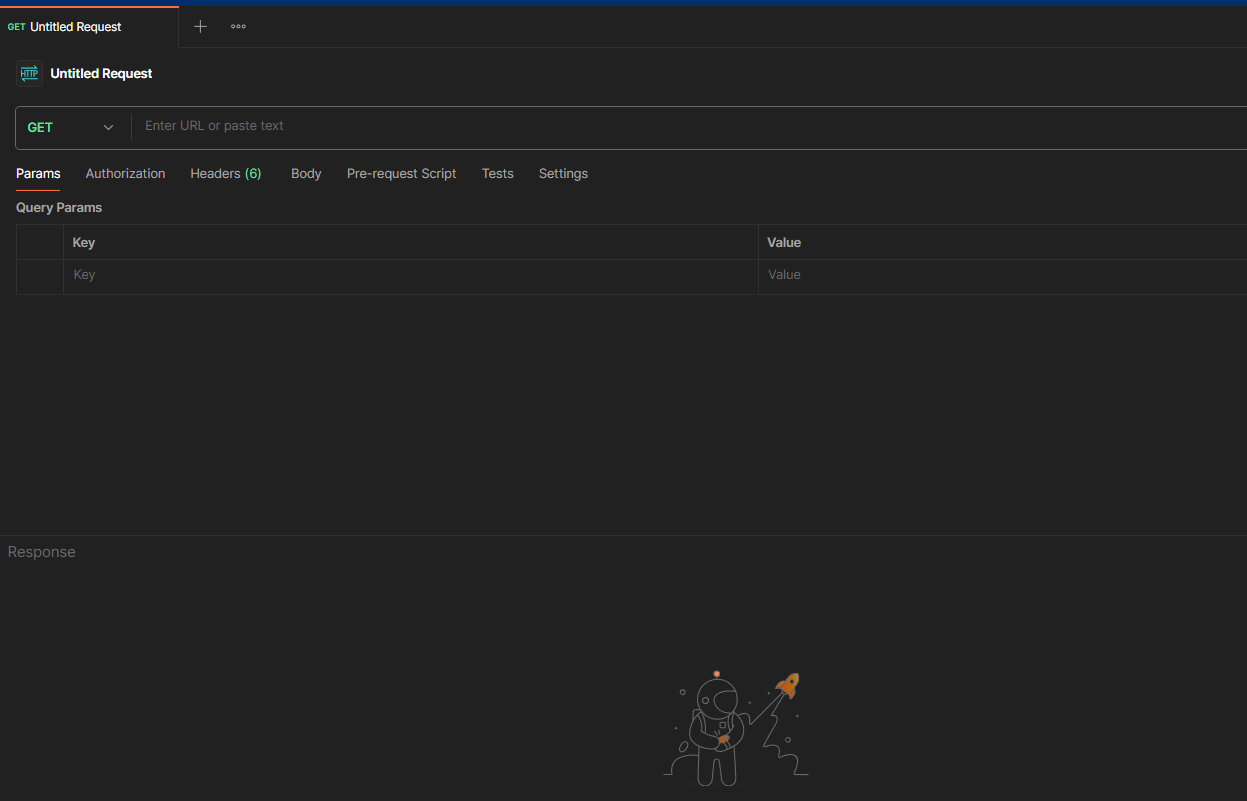 GET Untitled Request
HTTP Untitled Request
GET Enter URL or paste text
Params Authorization Headers (6) Body Pre-request Script Tests Settings
Query Params
Key Value
Key Value
Response